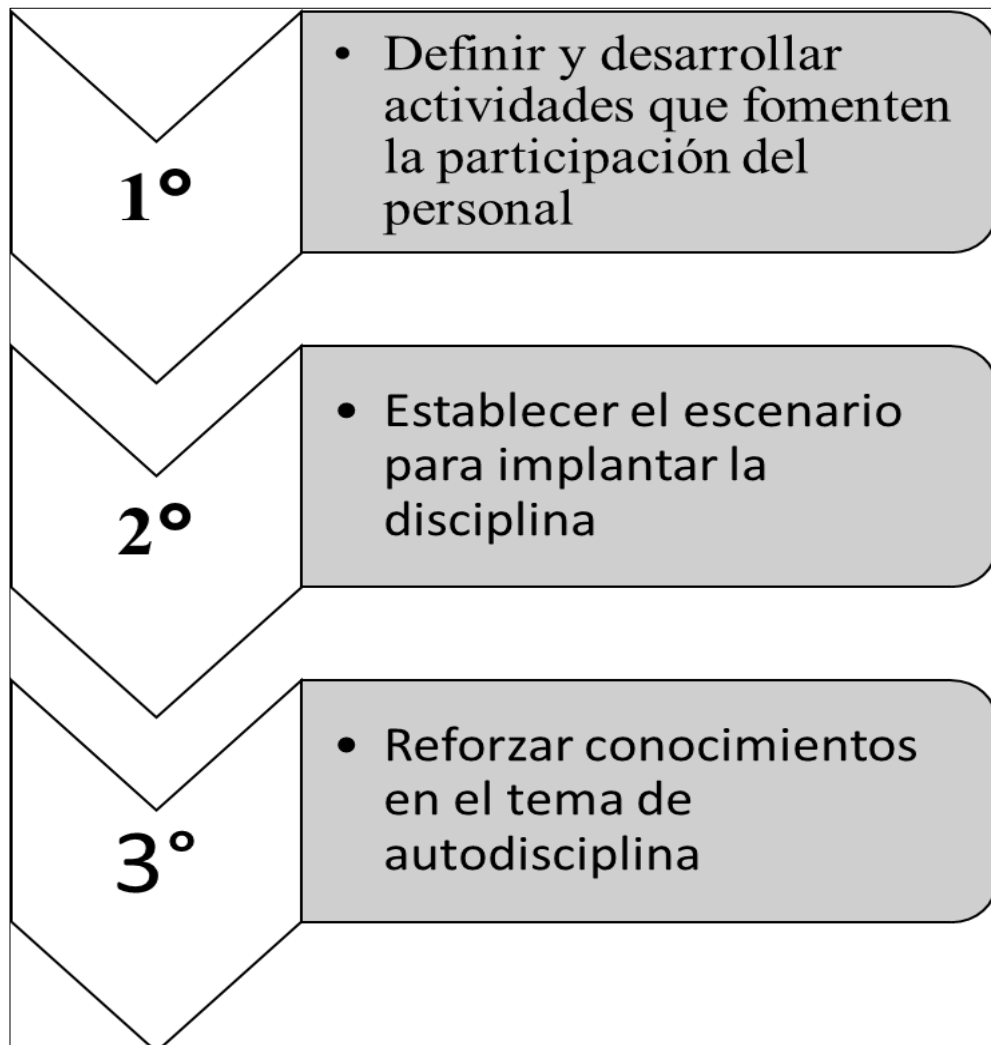 • Definir y desarrollar
actividades que fomenten
la participación del
personal
1°
• Establecer el escenario
para implantar la
disciplina
2°
• Reforzar conocimientos
en el tema de
autodisciplina
3°